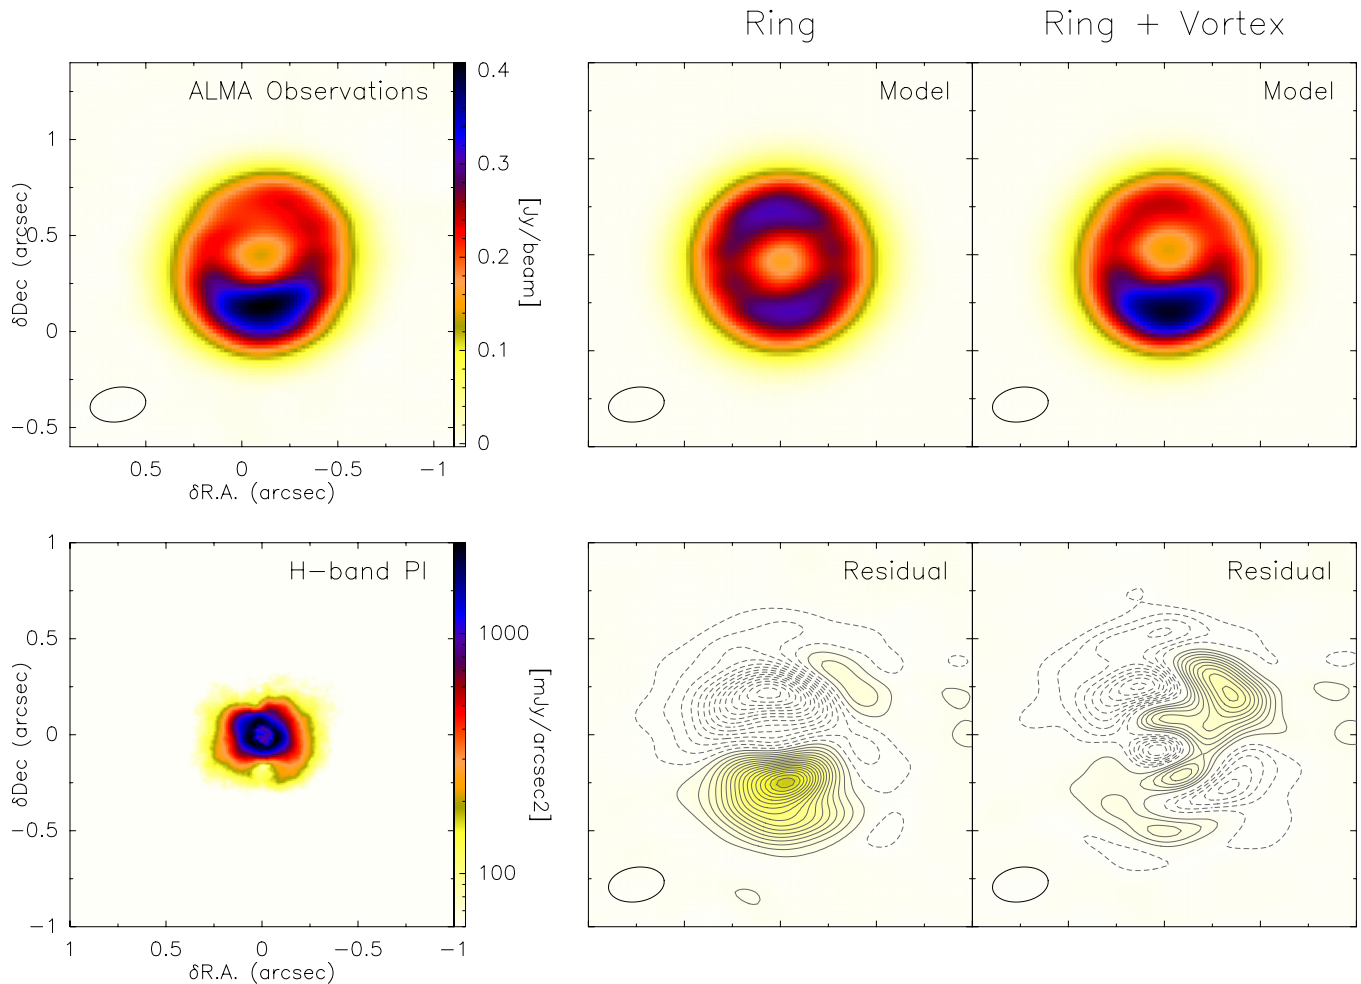 Ring
Ring + Vortex
ALMA Observations
Model
Model
0.4
0.3
0.2
0.1
0
[Jy/beam]
1
0.5
0
−0.5
δDec (arcsec)
0.5
0
−0.5
−1
δR.A. (arcsec)
H−band PI
Residual
Residual
1000
100
[mJy/arcsec2]
1
0.5
0
−0.5
−1
δDec (arcsec)
1
0.5
0
−0.5
−1
δR.A. (arcsec)